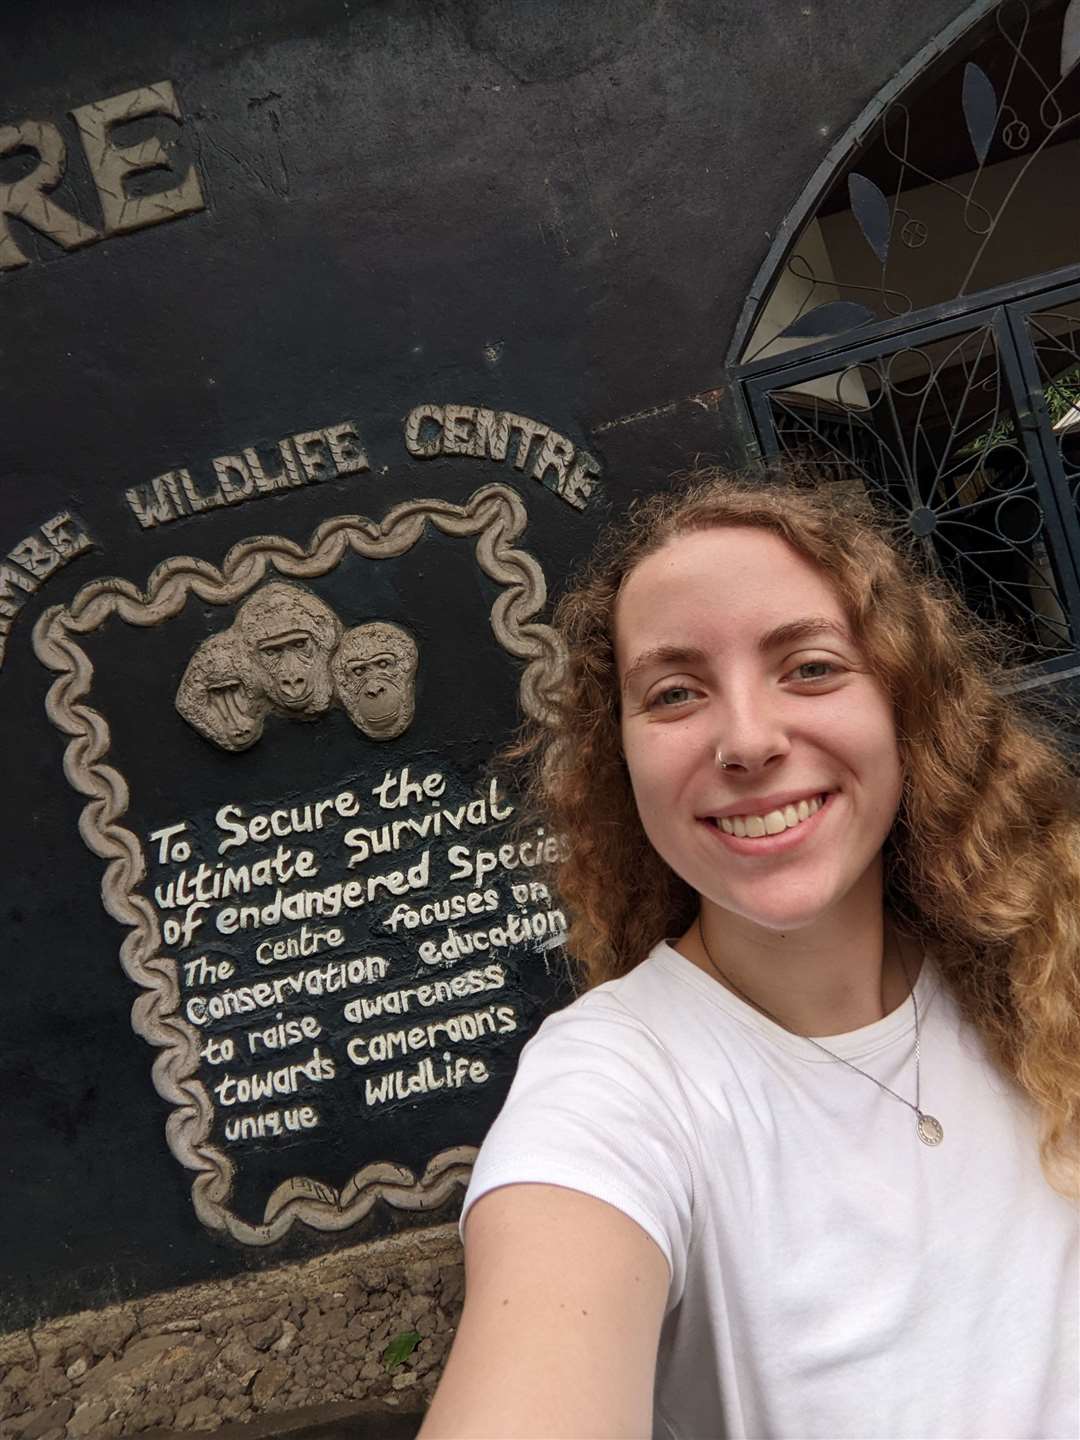 RE
MBE WILDLIFE CENTRE
To Secure the
ultimate survival
of endangered Species
The Centre focuses on
Conservation education
to raise awareness
towards Cameroon's
unique Wildlife